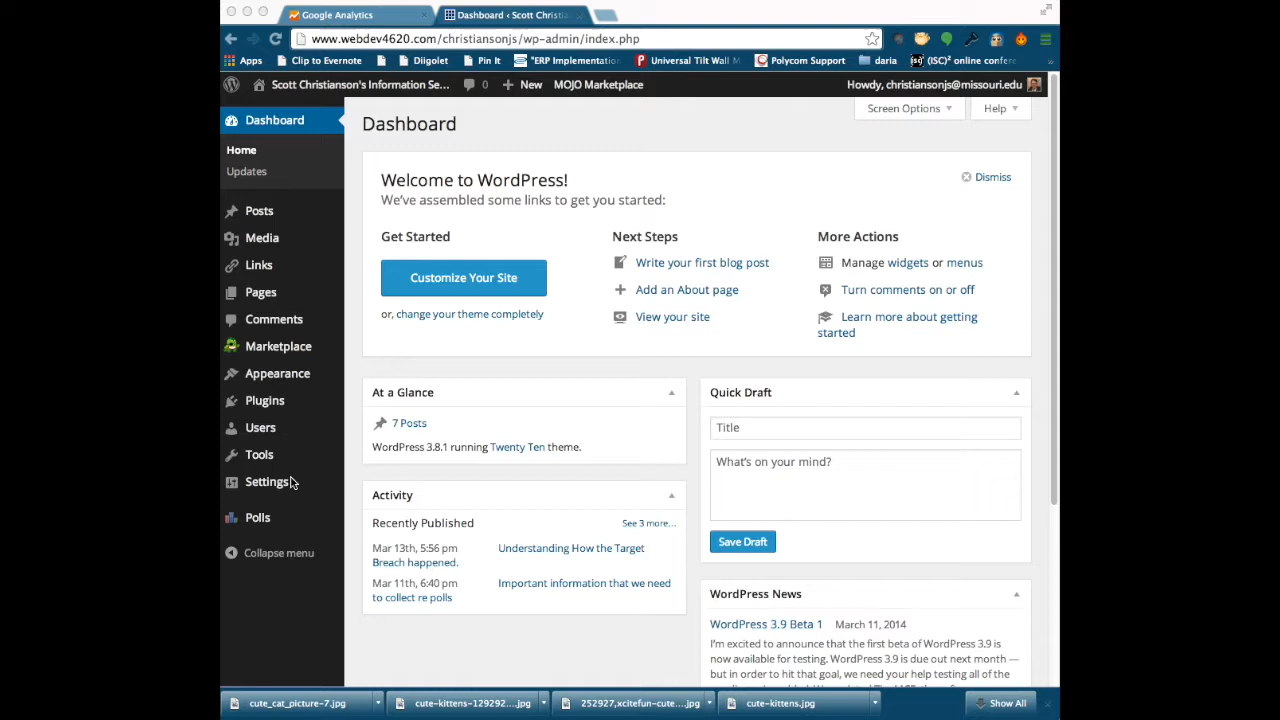 Google Analytics
Dashboard ‹ Scott Christia
www.webdev4620.com/christiansonjs/wp-admin/index.php
Apps
Clip to Evernote
Diigolet
Pin It
"ERP Implementation
Universal Tilt Wall M
Polycom Support
daria
(ISC)² online confere
Scott Christianson's Information Se...
0
New
MOJO Marketplace
Howdy, christiansonjs@missouri.edu
Dashboard
Home
Updates
Posts
Media
Links
Pages
Comments
Marketplace
Appearance
Plugins
Users
Tools
Settings
Polls
Collapse menu
Screen Options
Help
Dashboard
Welcome to WordPress!
Dismiss
We've assembled some links to get you started:
Get Started
Customize Your Site
or, change your theme completely
Next Steps
Write your first blog post
Add an About page
View your site
More Actions
Manage widgets or menus
Turn comments on or off
Learn more about getting
started
At a Glance
7 Posts
WordPress 3.8.1 running Twenty Ten theme.
Activity
Recently Published
See 3 more...
Mar 13th, 5:56 pm Understanding How the Target
Breach happened.
Mar 11th, 6:40 pm Important information that we need
to collect re polls
Quick Draft
Title
What's on your mind?
Save Draft
WordPress News
WordPress 3.9 Beta 1 March 11, 2014
I'm excited to announce that the first beta of WordPress 3.9 is
now available for testing. WordPress 3.9 is due out next month —
but in order to hit that goal, we need your help testing all of the
cute_cat_picture-7.jpg
cute-kittens-129292....jpg
252927,xcitefun-cute-....jpg
cute-kittens.jpg
Show All